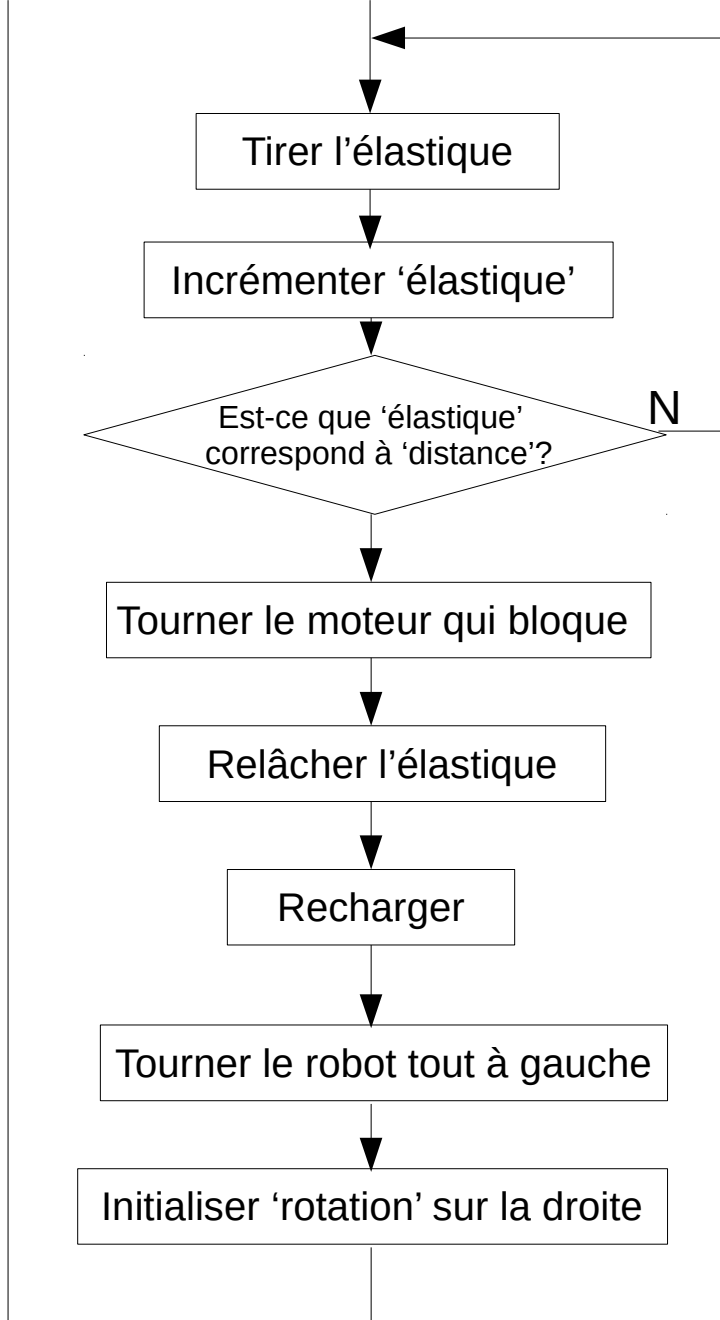 Tirer l’élastique
Incrémenter ‘élastique’
N
Est-ce que ‘élastique’
correspond à ‘distance’?
Tourner le moteur qui bloque
Relâcher l’élastique
Recharger
Tourner le robot tout à gauche
Initialiser ‘rotation’ sur la droite